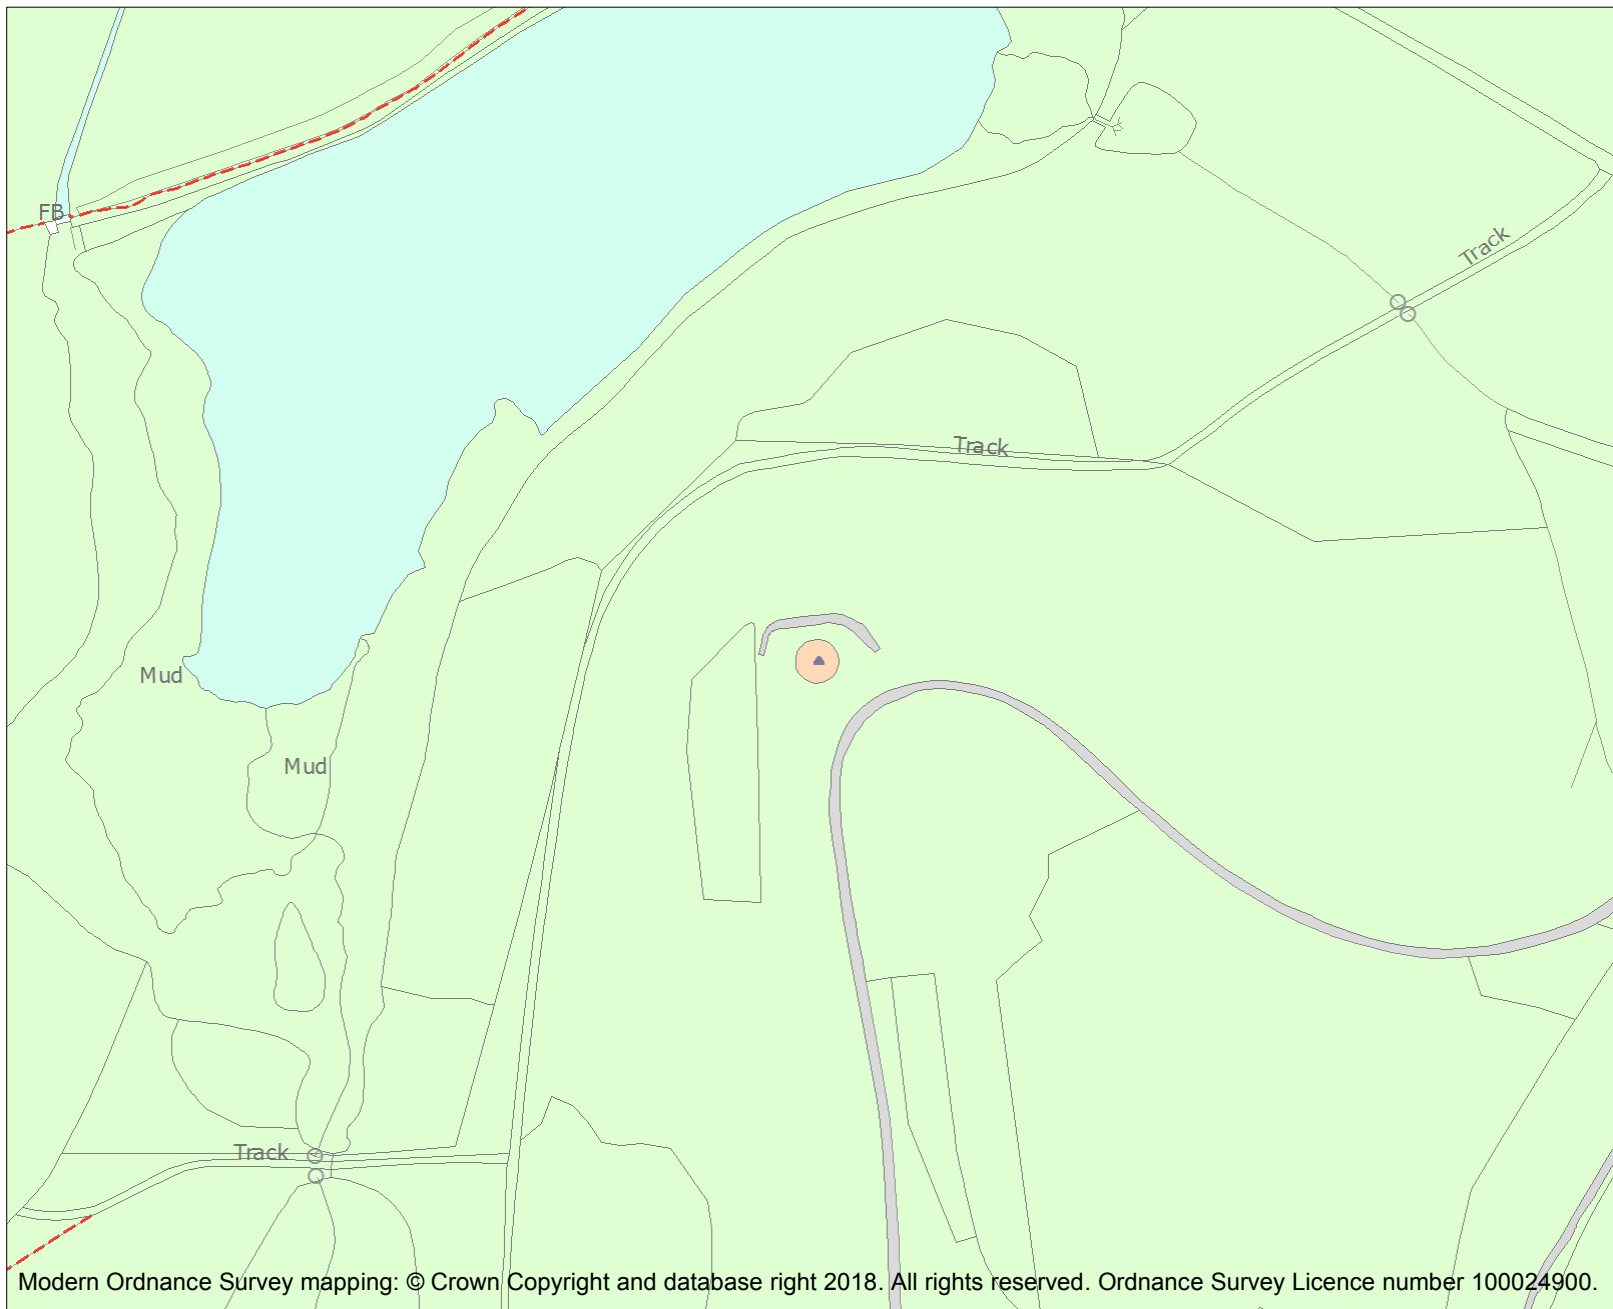 FB
Track
Track
Mud
Mud
Track
Modern Ordnance Survey mapping: © Crown Copyright and database right 2018. All rights reserved. Ordnance Survey Licence number 100024900.